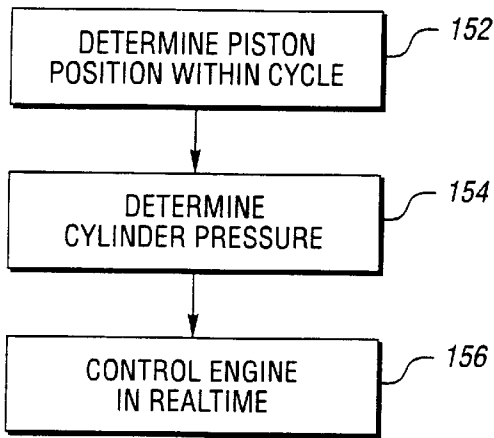 DETERMINE PISTON
POSITION WITHIN CYCLE
152
DETERMINE
CYLINDER PRESSURE
154
CONTROL ENGINE
IN REALTIME
156